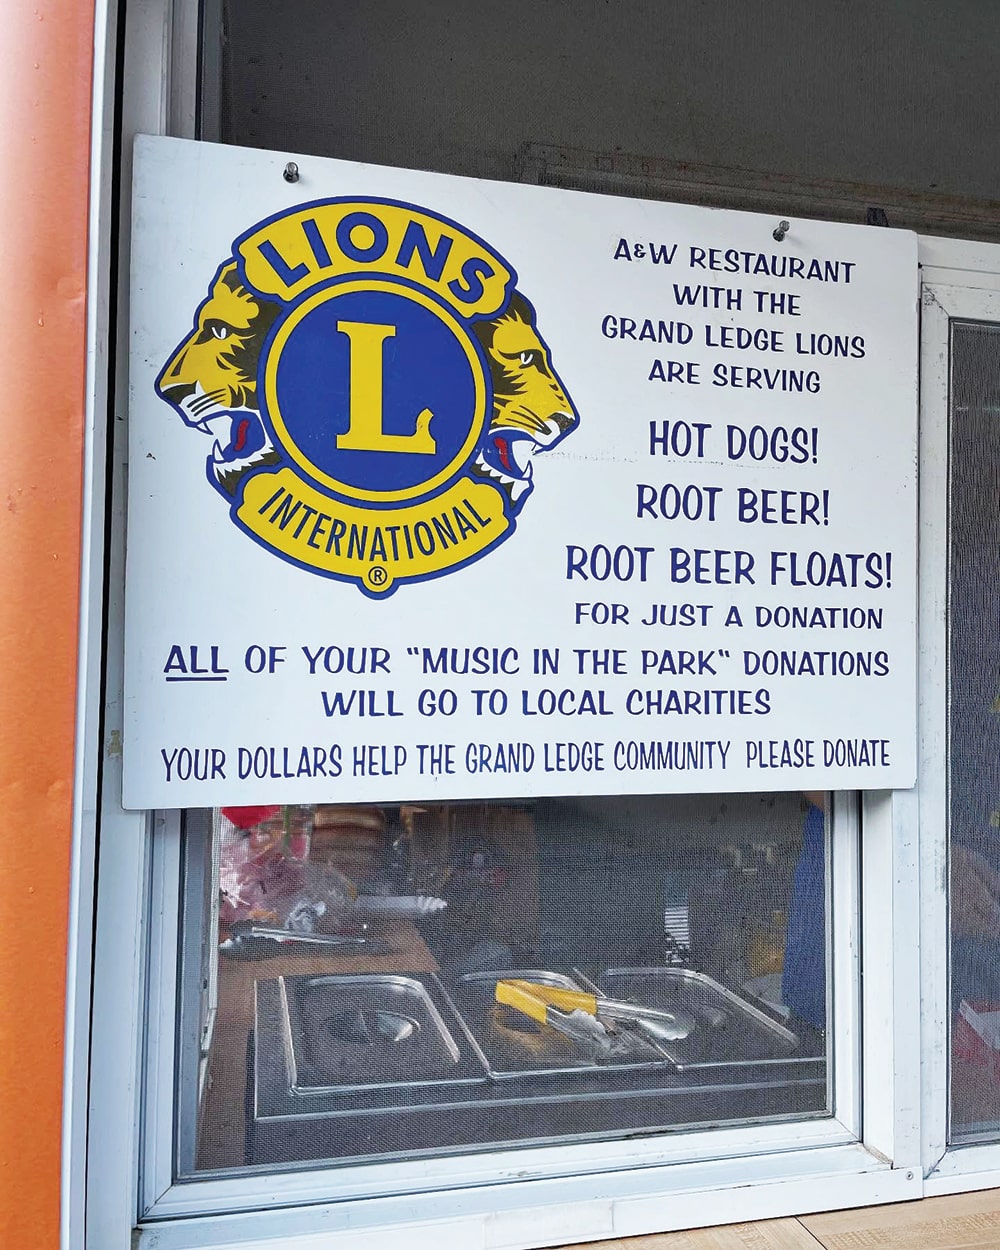 LIONS
L
INTERNATIONAL
®
A&W RESTAURANT
WITH THE
GRAND LEDGE LIONS
ARE SERVING
HOT DOGS!
ROOT BEER!
ROOT BEER FLOATS!
FOR JUST A DONATION
ALL OF YOUR "MUSIC IN THE PARK" DONATIONS
WILL GO TO LOCAL CHARITIES
YOUR DOLLARS HELP THE GRAND LEDGE COMMUNITY PLEASE DONATE